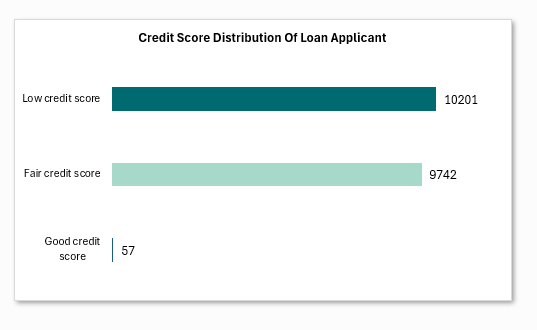 Credit Score Distribution Of Loan Applicant
Low credit score
10201
Fair credit score
9742
Good credit
score
57